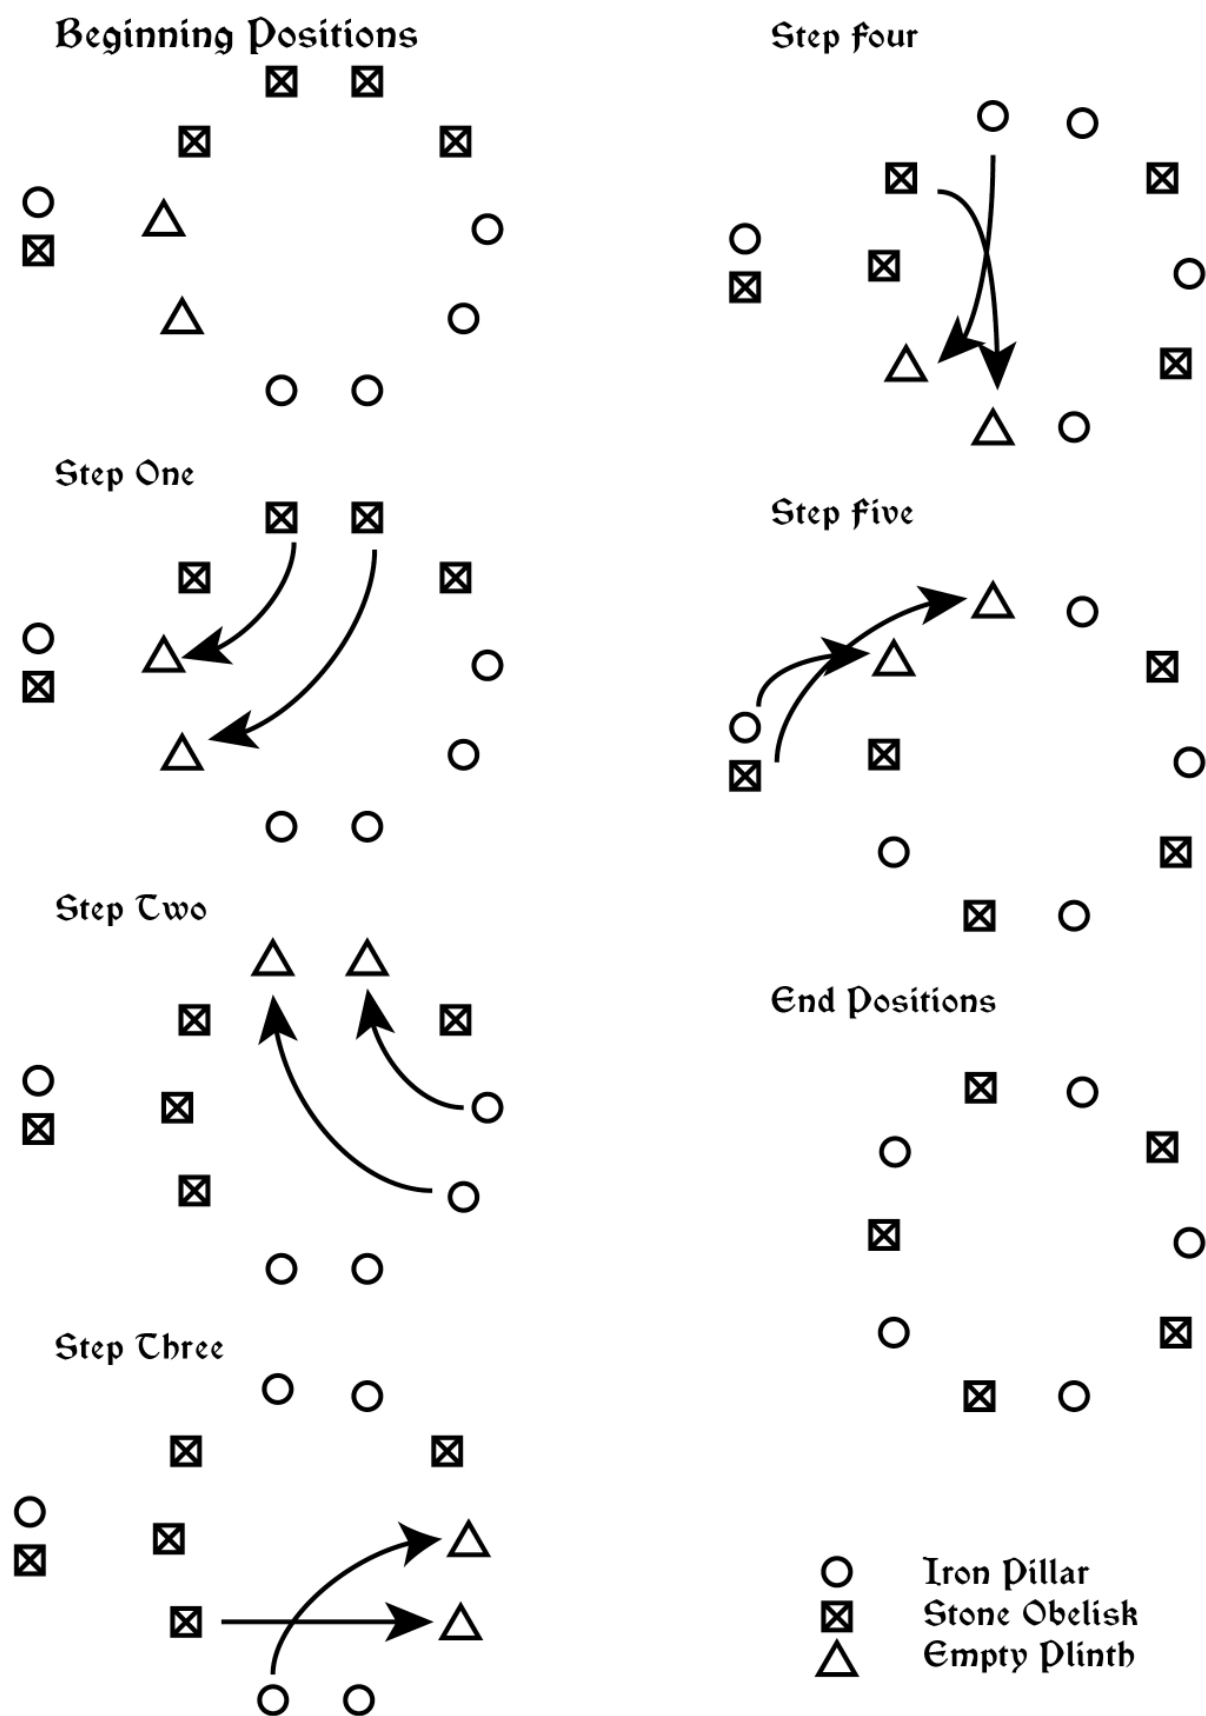 Beginning Positions
Step One
Step Two
Step Three
Step Four
Step Five
End Positions
Iron Pillar
Stone Obelisk
Empty Plinth